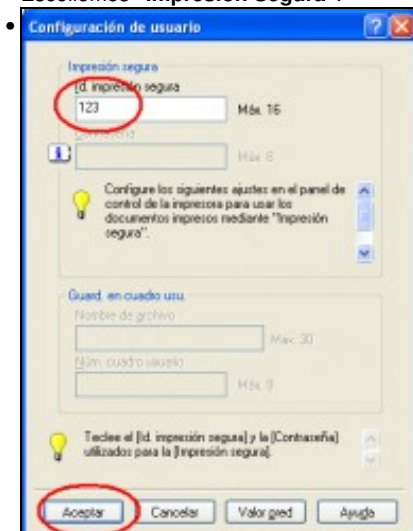 "Impresión segura".
Configuración de usuario
Impresión segura
Id. impresión segura
123
Máx. 16
Contraseña
Máx. 8
Configure los siguientes ajustes en el panel de
control de la impresora para usar los
documentos impresos mediante "Impresión
segura".
Guard. en cuadro usu.
Nombre de archivo
Máx. 30
Núm. cuadro usuario
Máx. 9
Teclee el [Id. impresión segura] y la [Contraseña]
utilizados para la [Impresión segura].
Aceptar
Cancelar
Valor pred
Ayuda